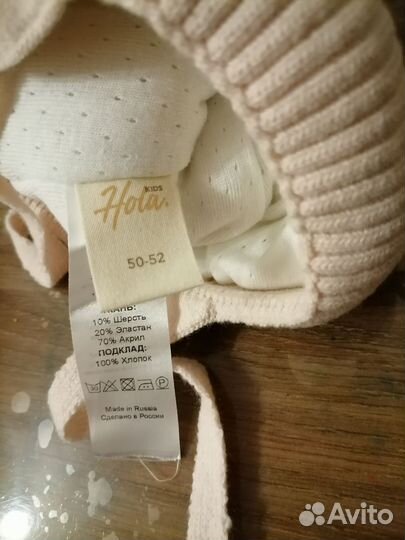 KIDS
Hola.
50-52
ТКАНЬ:
10% Шерсть
20% Эластан
70% Акрил
ПОДКЛАД:
100% Хлопок
30
P
Made in Russia
Сделано в России
Avito